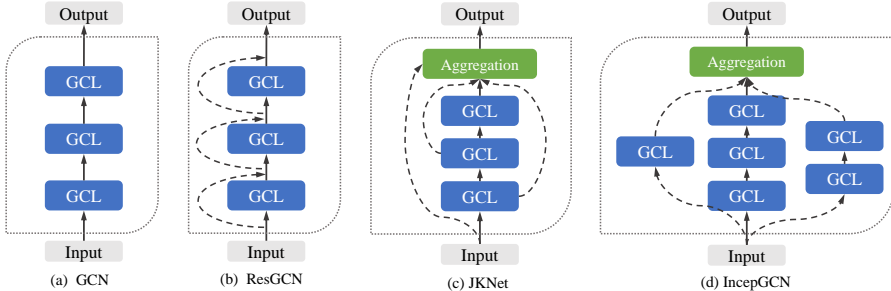 Output Output Output Output
Aggregation Aggregation
GCL GCL GCL GCL
GCL GCL GCL GCL GCL GCL
GCL GCL GCL GCL GCL
Input Input Input Input
(a) GCN (b) ResGCN (c) JKNet (d) IncepGCN